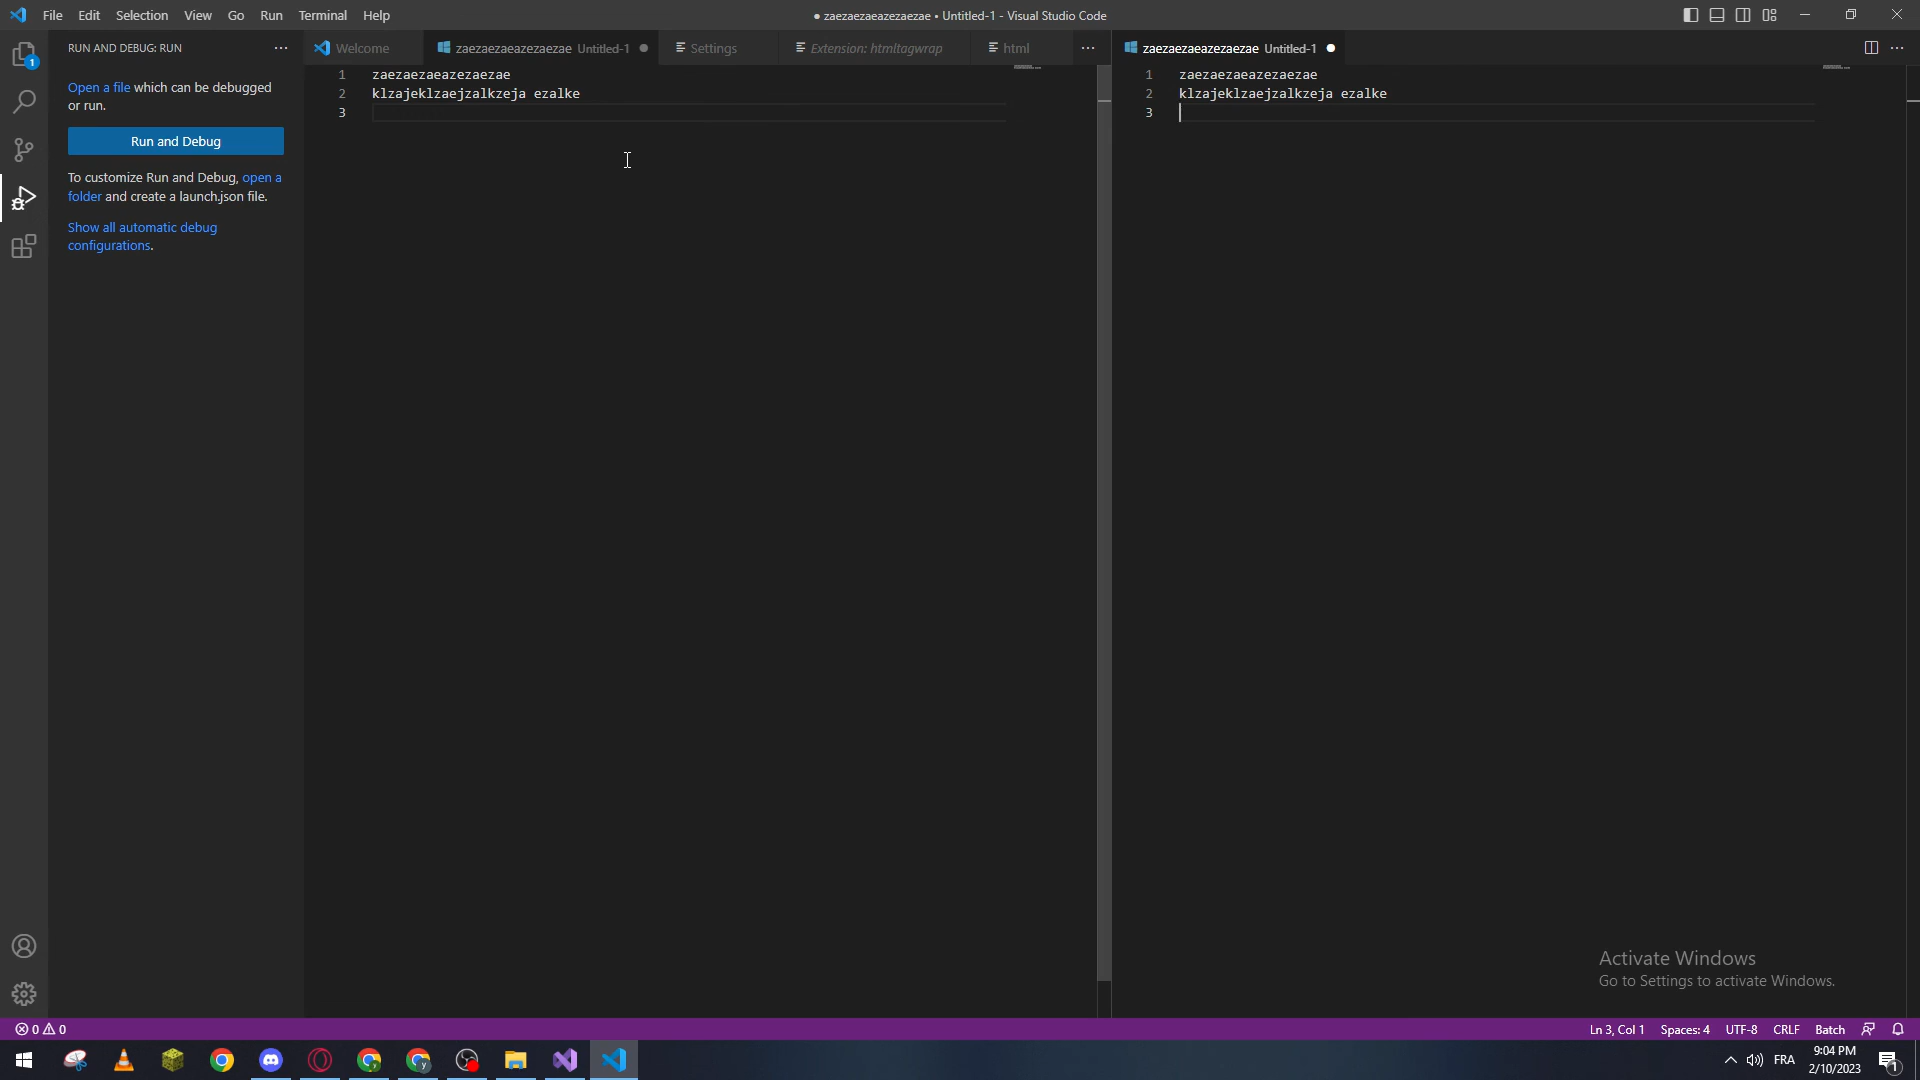 File Edit Selection View Go Run Terminal Help
● zaezaezaeazezaezae • Untitled-1 - Visual Studio Code
RUN AND DEBUG: RUN
Open a file which can be debugged
or run.
Run and Debug
To customize Run and Debug, open a
folder and create a launch.json file.
Show all automatic debug
configurations.
Welcome
zaezaezaeazezaezae Untitled-1
Settings
Extension: htmltagwrap
html
1 zaezaezaeazezaezae
2 klzajeklzaejzalkzeja ezalke
3
zaezaezaeazezaezae Untitled-1
1 zaezaezaeazezaezae
2 klzajeklzaejzalkzeja ezalke
3
Activate Windows
Go to Settings to activate Windows.
0 0
Ln 3, Col 1 Spaces: 4 UTF-8 CRLF Batch
1
FRA
9:04 PM
2/10/2023
1